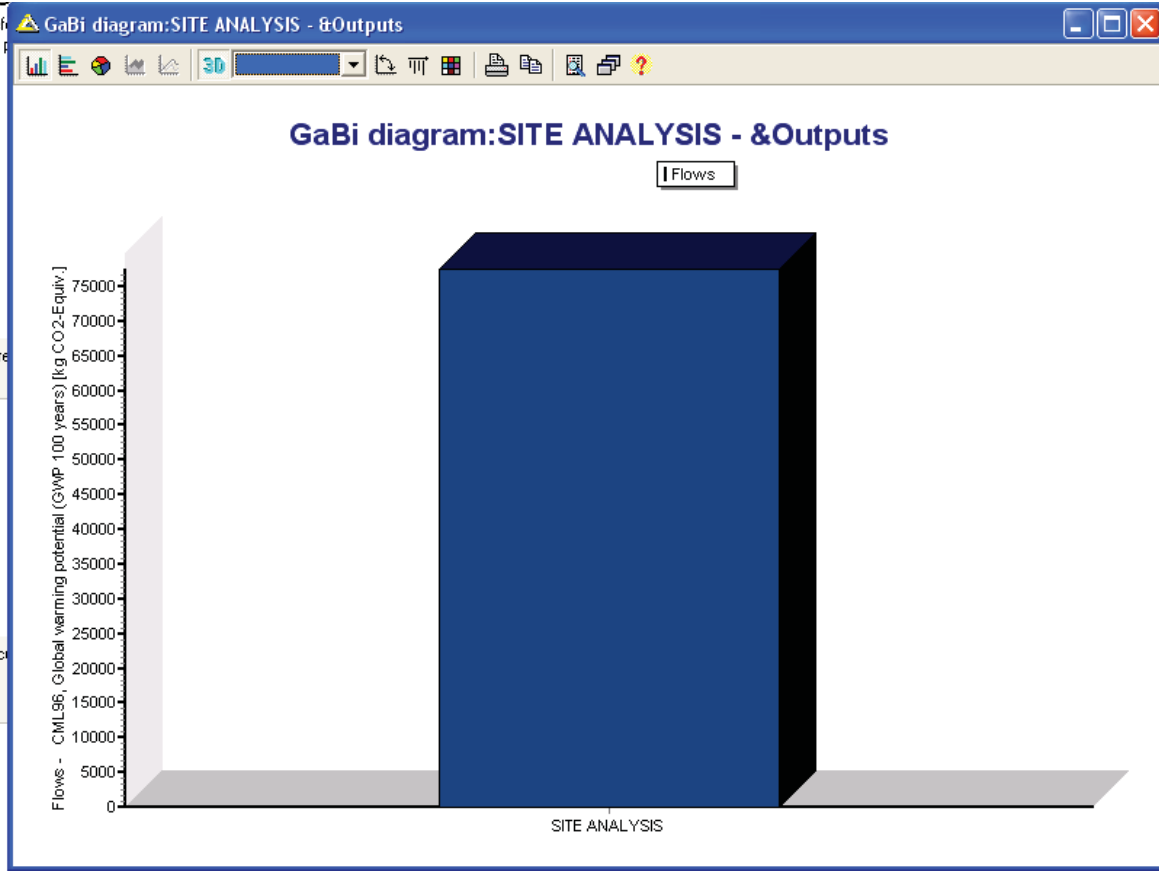 GaBi diagram:SITE ANALYSIS - &Outputs
3D
?
GaBi diagram:SITE ANALYSIS - &Outputs
Flows
Flows - CML96, Global warming potential (GWP 100 years) [kg CO2-Equiv.]
75000
70000
65000
60000
55000
50000
45000
40000
35000
30000
25000
20000
15000
10000
5000
0
SITE ANALYSIS